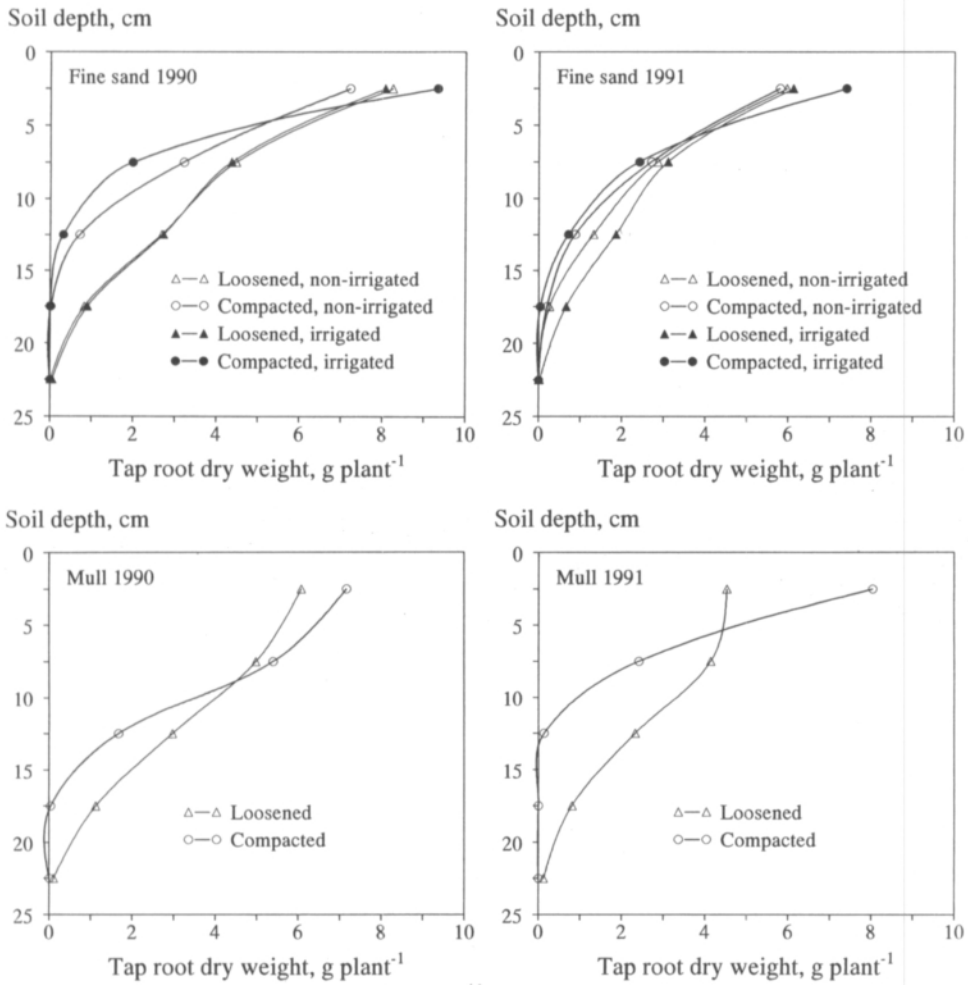 Soil depth, cm
0
5
10
15
20
25
Fine sand 1990
△—△ Loosened, non-irrigated
○—○ Compacted, non-irrigated
▲—▲ Loosened, irrigated
●—● Compacted, irrigated
0 2 4 6 8 10
Tap root dry weight, g plant⁻¹
Soil depth, cm
0
5
10
15
20
25
Fine sand 1991
△—△ Loosened, non-irrigated
○—○ Compacted, non-irrigated
▲—▲ Loosened, irrigated
●—● Compacted, irrigated
0 2 4 6 8 10
Tap root dry weight, g plant⁻¹
Soil depth, cm
0
5
10
15
20
25
Mull 1990
△—△ Loosened
○—○ Compacted
0 2 4 6 8 10
Tap root dry weight, g plant⁻¹
Soil depth, cm
0
5
10
15
20
25
Mull 1991
△—△ Loosened
○—○ Compacted
0 2 4 6 8 10
Tap root dry weight, g plant⁻¹